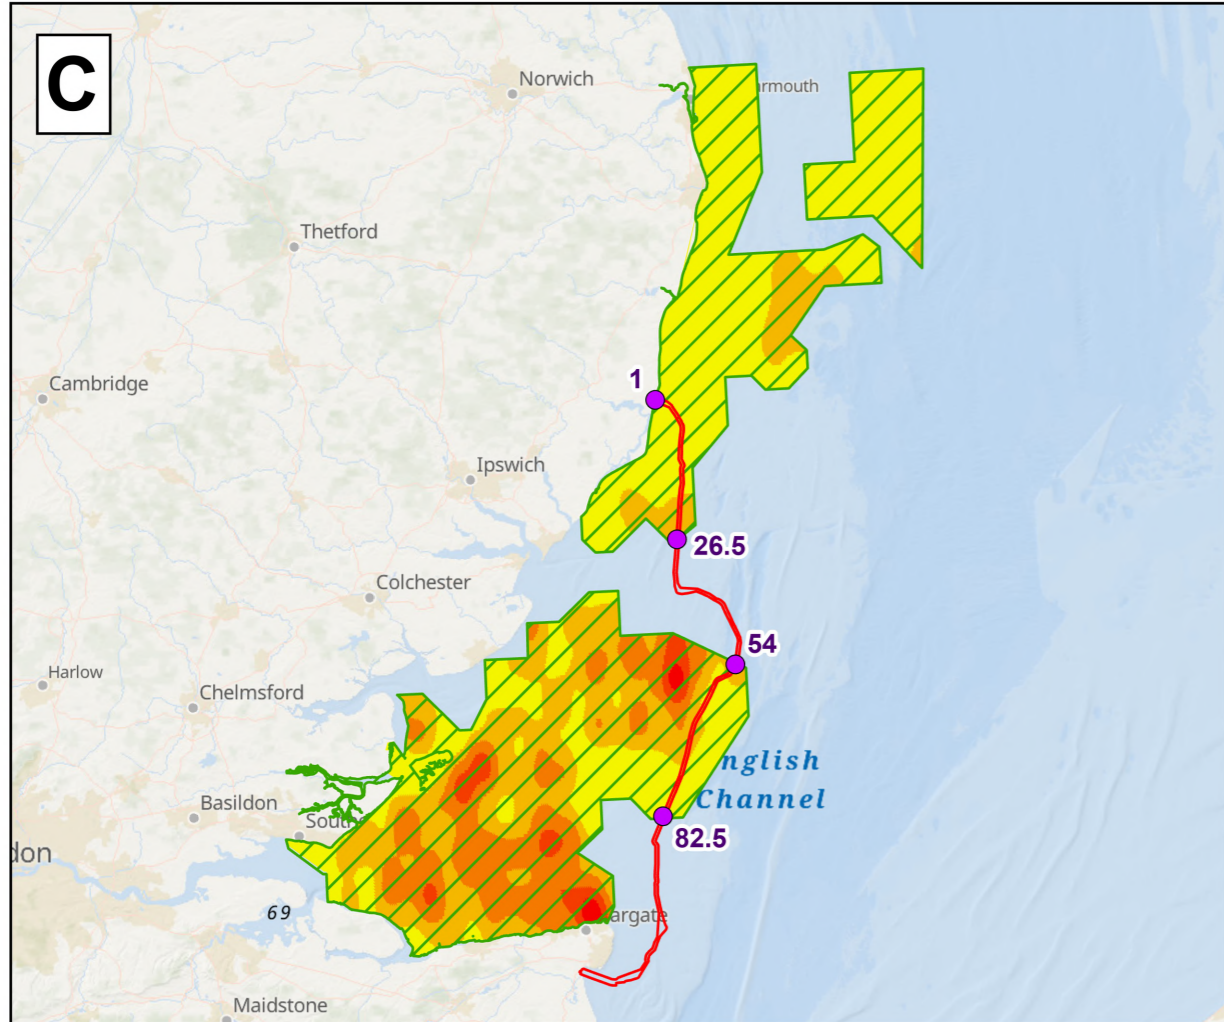 C
Norwich
armouth
Thetford
1
Cambridge
Ipswich
26.5
Colchester
54
Harlow
Chelmsford
nglish
Channel
Basildon
South
82.5
don
69
argate
Maidstone